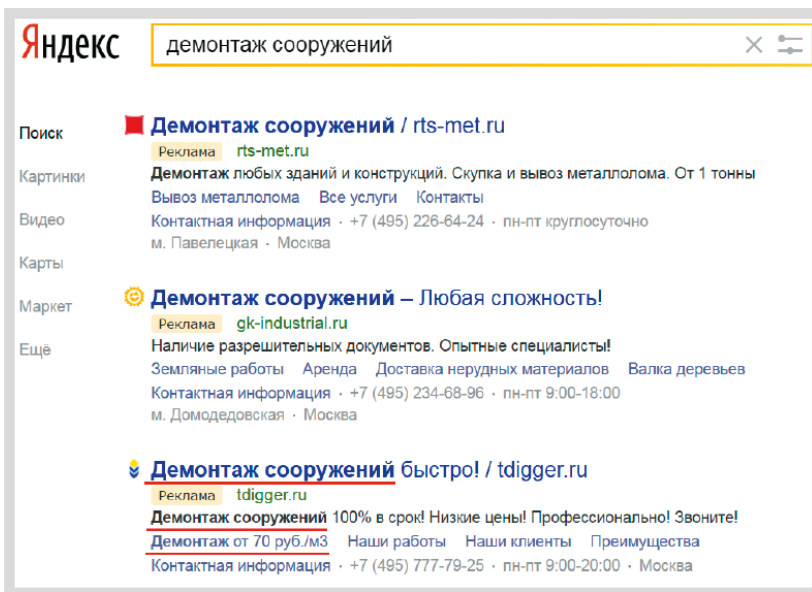 Яндекс
демонтаж сооружений
Поиск
Картинки
Видео
Карты
Маркет
Ещё
Демонтаж сооружений / rts-met.ru
Реклама rts-met.ru
Демонтаж любых зданий и конструкций. Скупка и вывоз металлолома. От 1 тонны
Вывоз металлолома Все услуги Контакты
Контактная информация · +7 (495) 226-64-24 · пн-пт круглосуточно
м. Павелецкая · Москва
Демонтаж сооружений – Любая сложность!
Реклама gk-industrial.ru
Наличие разрешительных документов. Опытные специалисты!
Земляные работы Аренда Доставка нерудных материалов Валка деревьев
Контактная информация · +7 (495) 234-68-96 · пн-пт 9:00-18:00
м. Домодедовская · Москва
Демонтаж сооружений быстро! / tdigger.ru
Реклама tdigger.ru
Демонтаж сооружений 100% в срок! Низкие цены! Профессионально! Звоните!
Демонтаж от 70 руб./м3 Наши работы Наши клиенты Преимущества
Контактная информация · +7 (495) 777-79-25 · пн-пт 9:00-20:00 · Москва